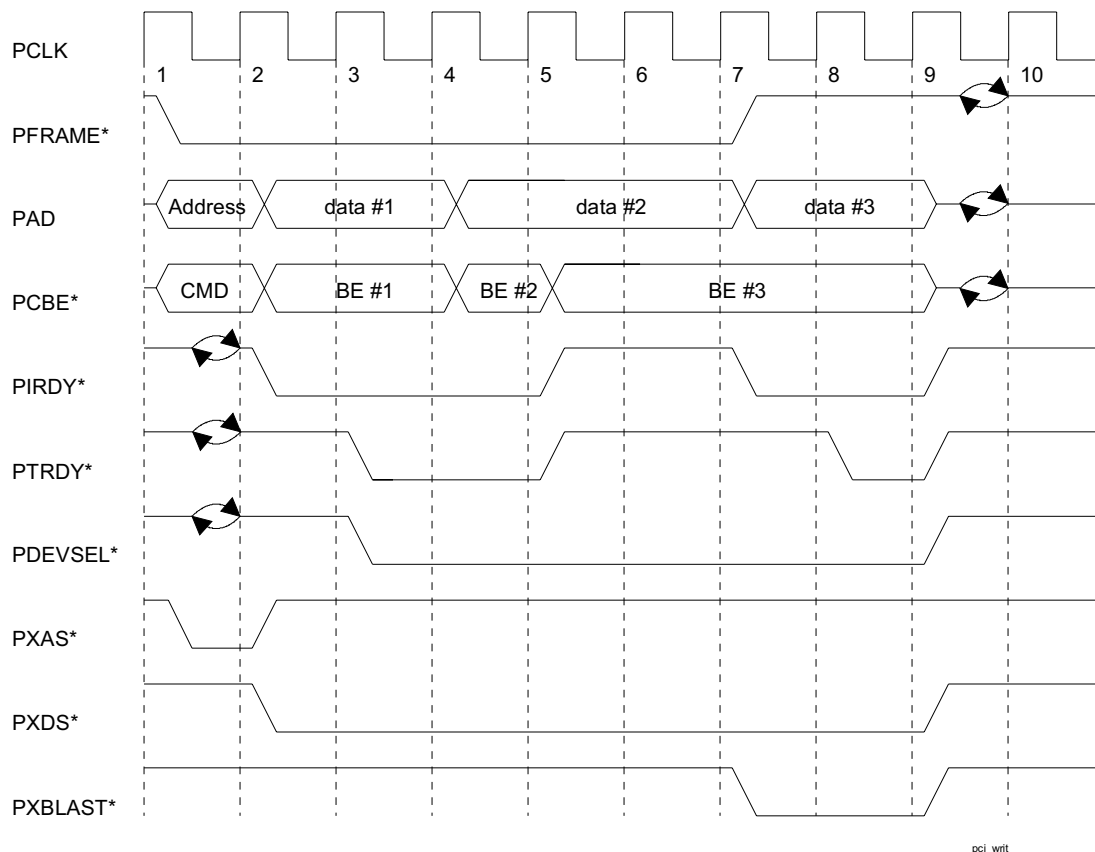 PCLK
1 2 3 4 5 6 7 8 9 10
PFRAME*
PAD Address data #1 data #2 data #3
PCBE* CMD BE #1 BE #2 BE #3
PIRDY*
PTRDY*
PDEVSEL*
PXAS*
PXDS*
PXBLAST*
pci_writ